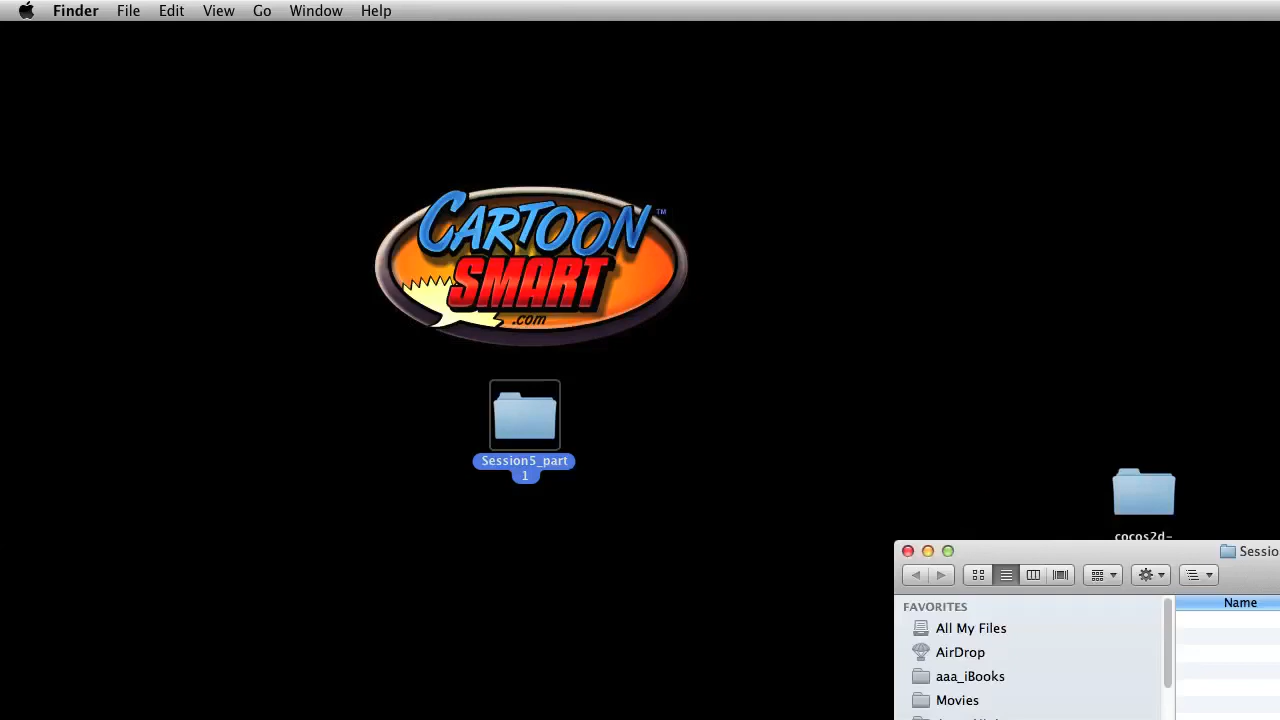 Finder File Edit View Go Window Help
CARTOON™
SMART
.com
Session5_part
1
cocos2d-
Sessio
Name
FAVORITES
All My Files
AirDrop
aaa_iBooks
Movies